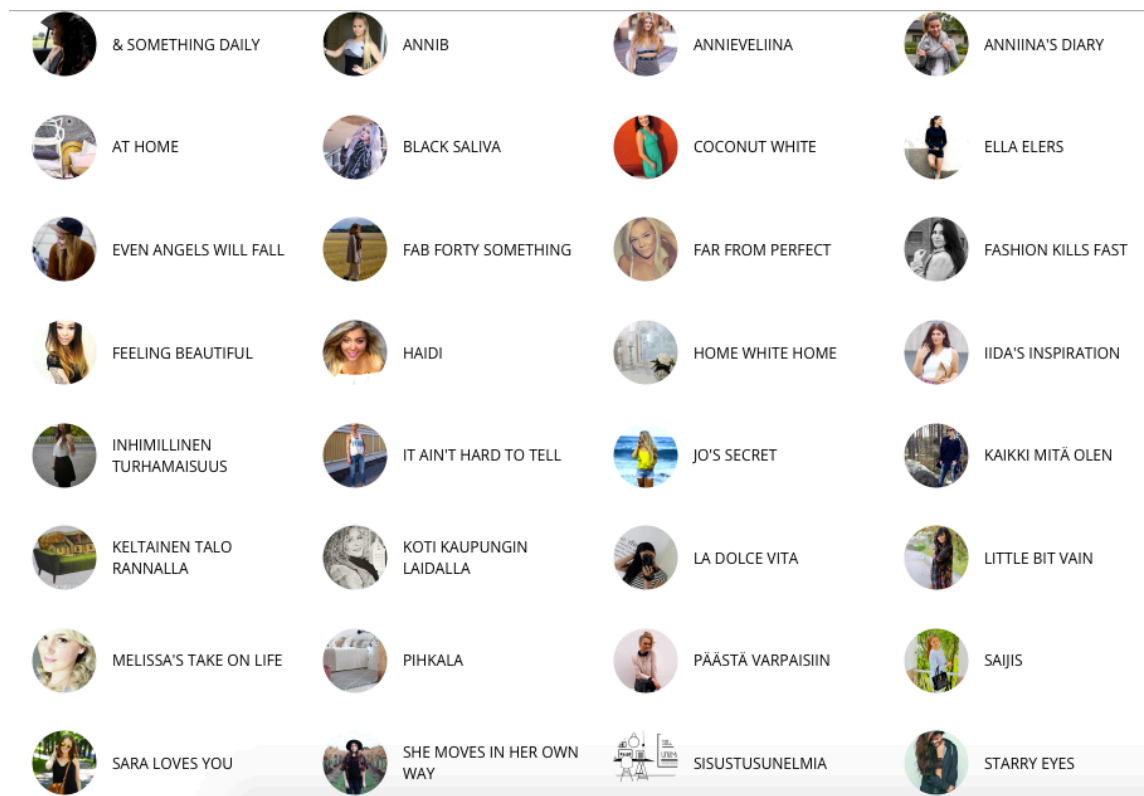 & SOMETHING DAILY
ANNIB
ANNIEVELIINA
ANNIINA'S DIARY
AT HOME
BLACK SALIVA
COCONUT WHITE
ELLA ELERS
EVEN ANGELS WILL FALL
FAB FORTY SOMETHING
FAR FROM PERFECT
FASHION KILLS FAST
FEELING BEAUTIFUL
HAIDI
HOME WHITE HOME
IIDA'S INSPIRATION
INHIMILLINEN
TURHAMAISUUS
IT AIN'T HARD TO TELL
JO'S SECRET
KAIKKI MITÄ OLEN
KELTAINEN TALO
RANNALLA
KOTI KAUPUNGIN
LAIDALLA
LA DOLCE VITA
LITTLE BIT VAIN
MELISSA'S TAKE ON LIFE
PIHKALA
PÄÄSTÄ VARPAISIIN
SAIJIS
SARA LOVES YOU
SHE MOVES IN HER OWN
WAY
SISUSTUSUNELMIA
STARRY EYES